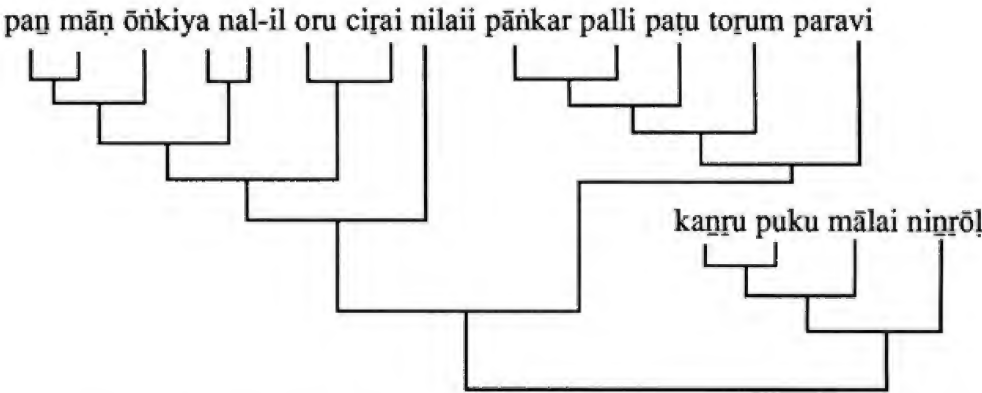 paṉ māṇ ōṅkiya nal-il oru ciṟai nilaii pāṅkar palli paṭu toṟum paravi
kaṉṟu puku mālai niṉṟōḷ